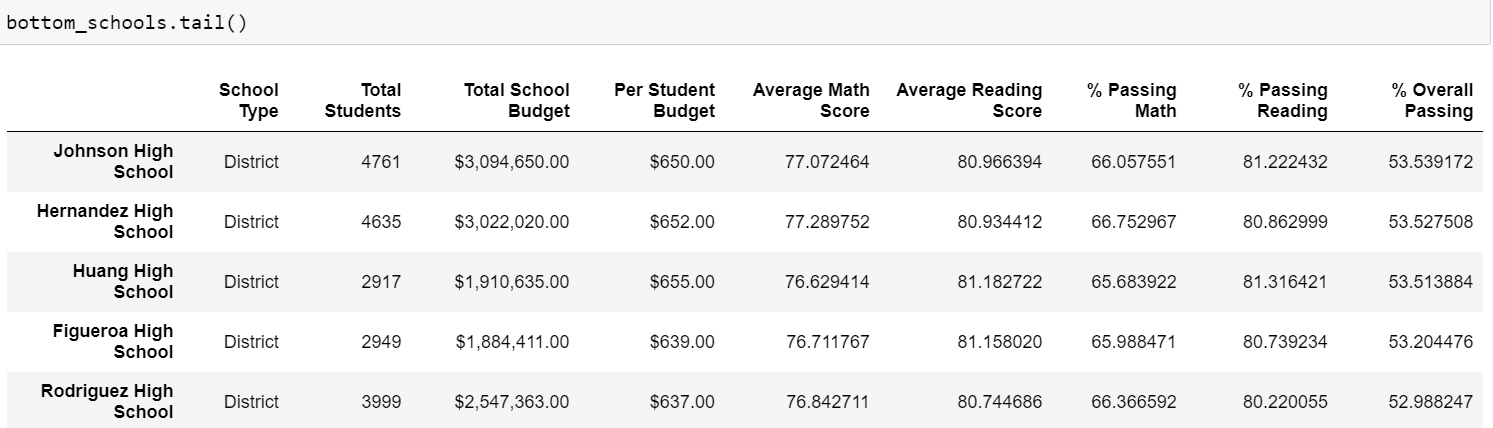 bottom_schools.tail()
School Type Total Students Total School Budget Per Student Budget Average Math Score Average Reading Score % Passing Math % Passing Reading % Overall Passing
Johnson High School District 4761 $3,094,650.00 $650.00 77.072464 80.966394 66.057551 81.222432 53.539172
Hernandez High School District 4635 $3,022,020.00 $652.00 77.289752 80.934412 66.752967 80.862999 53.527508
Huang High School District 2917 $1,910,635.00 $655.00 76.629414 81.182722 65.683922 81.316421 53.513884
Figueroa High School District 2949 $1,884,411.00 $639.00 76.711767 81.158020 65.988471 80.739234 53.204476
Rodriguez High School District 3999 $2,547,363.00 $637.00 76.842711 80.744686 66.366592 80.220055 52.988247